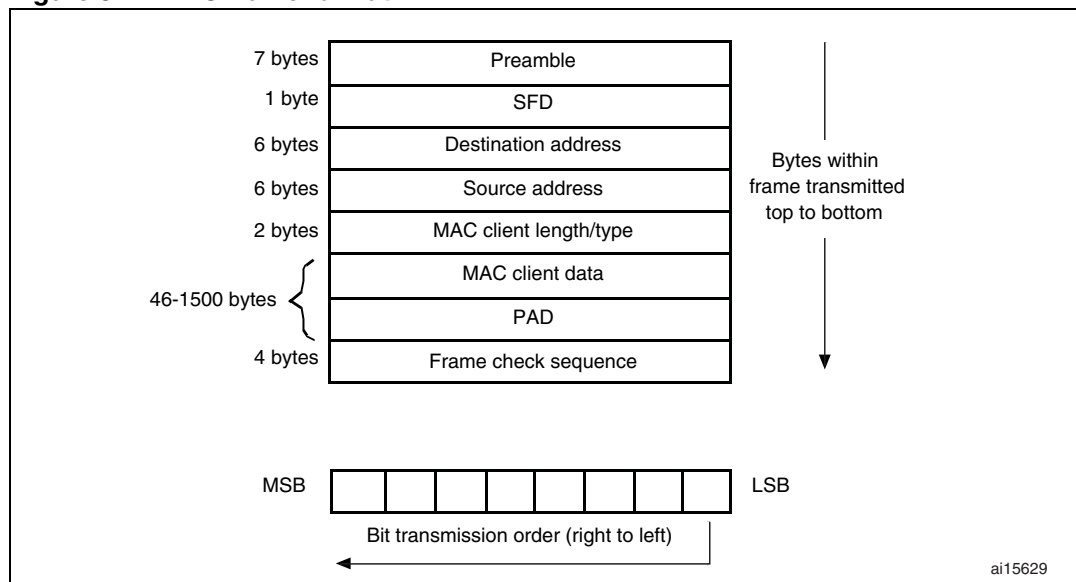 7 bytes Preamble
1 byte SFD
6 bytes Destination address
6 bytes Source address
2 bytes MAC client length/type
MAC client data
46-1500 bytes
PAD
4 bytes Frame check sequence
Bytes within
frame transmitted
top to bottom
MSB LSB
Bit transmission order (right to left)
ai15629